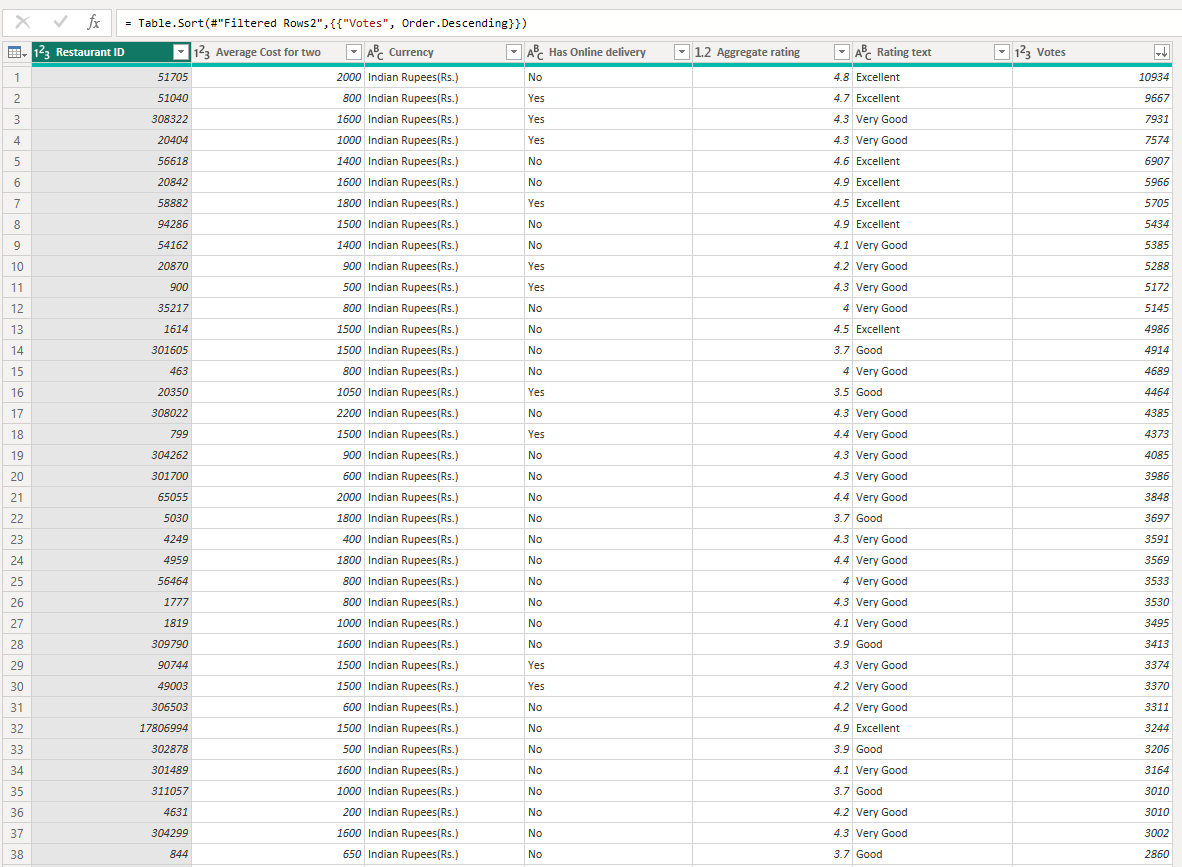 fx = Table.Sort(#"Filtered Rows2",{{"Votes", Order.Descending}})
123 Restaurant ID 123 Average Cost for two ABC Currency ABC Has Online delivery 1.2 Aggregate rating ABC Rating text 123 Votes
1 51705 2000 Indian Rupees(Rs.) No 4.8 Excellent 10934
2 51040 800 Indian Rupees(Rs.) Yes 4.7 Excellent 9667
3 308322 1600 Indian Rupees(Rs.) Yes 4.3 Very Good 7931
4 20404 1000 Indian Rupees(Rs.) Yes 4.3 Very Good 7574
5 56618 1400 Indian Rupees(Rs.) No 4.6 Excellent 6907
6 20842 1600 Indian Rupees(Rs.) No 4.9 Excellent 5966
7 58882 1800 Indian Rupees(Rs.) Yes 4.5 Excellent 5705
8 94286 1500 Indian Rupees(Rs.) No 4.9 Excellent 5434
9 54162 1400 Indian Rupees(Rs.) No 4.1 Very Good 5385
10 20870 900 Indian Rupees(Rs.) Yes 4.2 Very Good 5288
11 900 500 Indian Rupees(Rs.) Yes 4.3 Very Good 5172
12 35217 800 Indian Rupees(Rs.) No 4 Very Good 5145
13 1614 1500 Indian Rupees(Rs.) No 4.5 Excellent 4986
14 301605 1500 Indian Rupees(Rs.) No 3.7 Good 4914
15 463 800 Indian Rupees(Rs.) No 4 Very Good 4689
16 20350 1050 Indian Rupees(Rs.) Yes 3.5 Good 4464
17 308022 2200 Indian Rupees(Rs.) No 4.3 Very Good 4385
18 799 1500 Indian Rupees(Rs.) Yes 4.4 Very Good 4373
19 304262 900 Indian Rupees(Rs.) No 4.3 Very Good 4085
20 301700 600 Indian Rupees(Rs.) No 4.3 Very Good 3986
21 65055 2000 Indian Rupees(Rs.) No 4.4 Very Good 3848
22 5030 1800 Indian Rupees(Rs.) No 3.7 Good 3697
23 4249 400 Indian Rupees(Rs.) No 4.3 Very Good 3591
24 4959 1800 Indian Rupees(Rs.) No 4.4 Very Good 3569
25 56464 800 Indian Rupees(Rs.) No 4 Very Good 3533
26 1777 800 Indian Rupees(Rs.) No 4.3 Very Good 3530
27 1819 1000 Indian Rupees(Rs.) No 4.1 Very Good 3495
28 309790 1600 Indian Rupees(Rs.) No 3.9 Good 3413
29 90744 1500 Indian Rupees(Rs.) Yes 4.3 Very Good 3374
30 49003 1500 Indian Rupees(Rs.) Yes 4.2 Very Good 3370
31 306503 600 Indian Rupees(Rs.) No 4.2 Very Good 3311
32 17806994 1500 Indian Rupees(Rs.) No 4.9 Excellent 3244
33 302878 500 Indian Rupees(Rs.) No 3.9 Good 3206
34 301489 1600 Indian Rupees(Rs.) No 4.1 Very Good 3164
35 311057 1000 Indian Rupees(Rs.) No 3.7 Good 3010
36 4631 200 Indian Rupees(Rs.) No 4.2 Very Good 3010
37 304299 1600 Indian Rupees(Rs.) No 4.3 Very Good 3002
38 844 650 Indian Rupees(Rs.) No 3.7 Good 2860